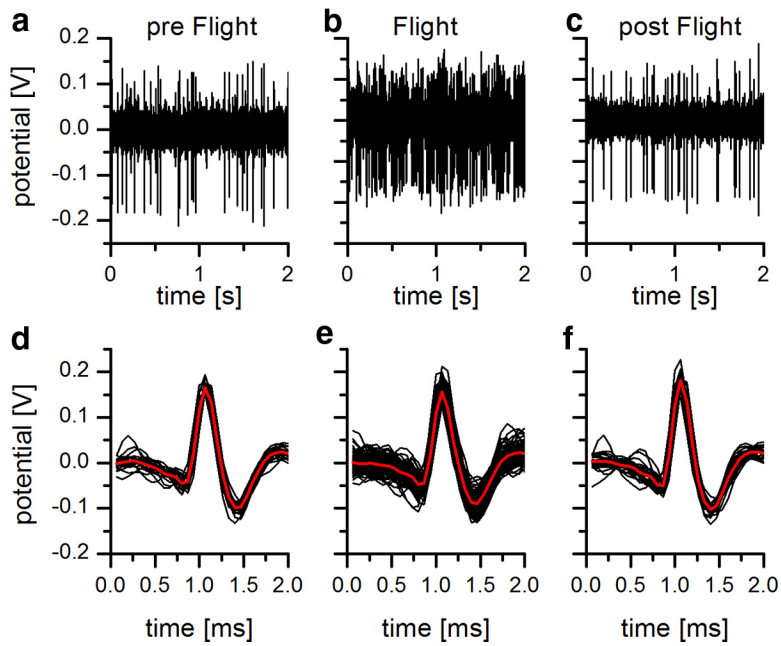 a pre Flight b Flight c post Flight
potential [V]
0.2
0.1
0.0
-0.1
-0.2
0 1 2 0 1 2 0 1 2
time [s] time [s] time [s]
d e f
potential [V]
0.2
0.1
0.0
-0.1
-0.2
0.0 0.5 1.0 1.5 2.0 0.0 0.5 1.0 1.5 2.0 0.0 0.5 1.0 1.5 2.0
time [ms] time [ms] time [ms]